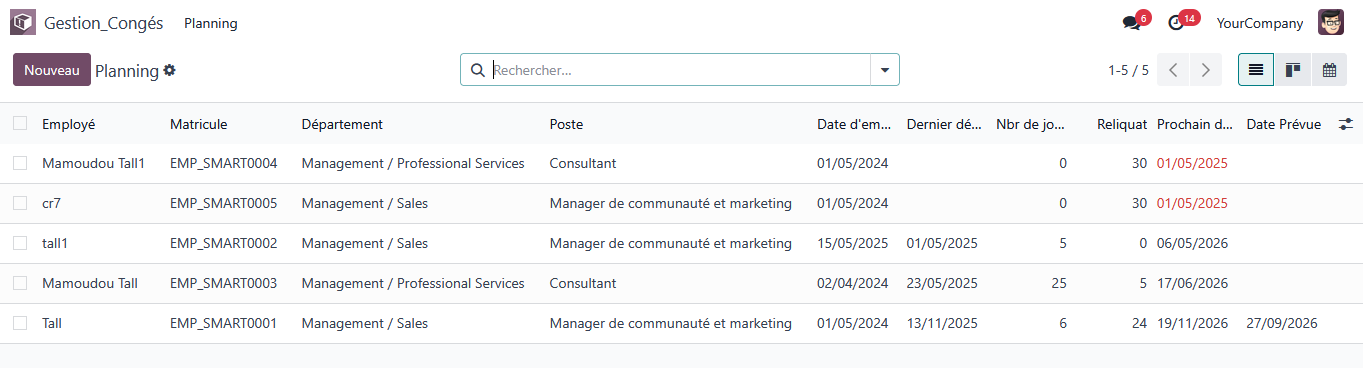 Gestion_Congés Planning 6 14 YourCompany
Nouveau Planning Rechercher... 1-5 / 5
Employé Matricule Département Poste Date d'em... Dernier dé... Nbr de jo... Reliquat Prochain d... Date Prévue
Mamoudou Tall1 EMP_SMART0004 Management / Professional Services Consultant 01/05/2024 0 30 01/05/2025
cr7 EMP_SMART0005 Management / Sales Manager de communauté et marketing 01/05/2024 0 30 01/05/2025
tall1 EMP_SMART0002 Management / Sales Manager de communauté et marketing 15/05/2025 01/05/2025 5 0 06/05/2026
Mamoudou Tall EMP_SMART0003 Management / Professional Services Consultant 02/04/2024 23/05/2025 25 5 17/06/2026
Tall EMP_SMART0001 Management / Sales Manager de communauté et marketing 01/05/2024 13/11/2025 6 24 19/11/2026 27/09/2026